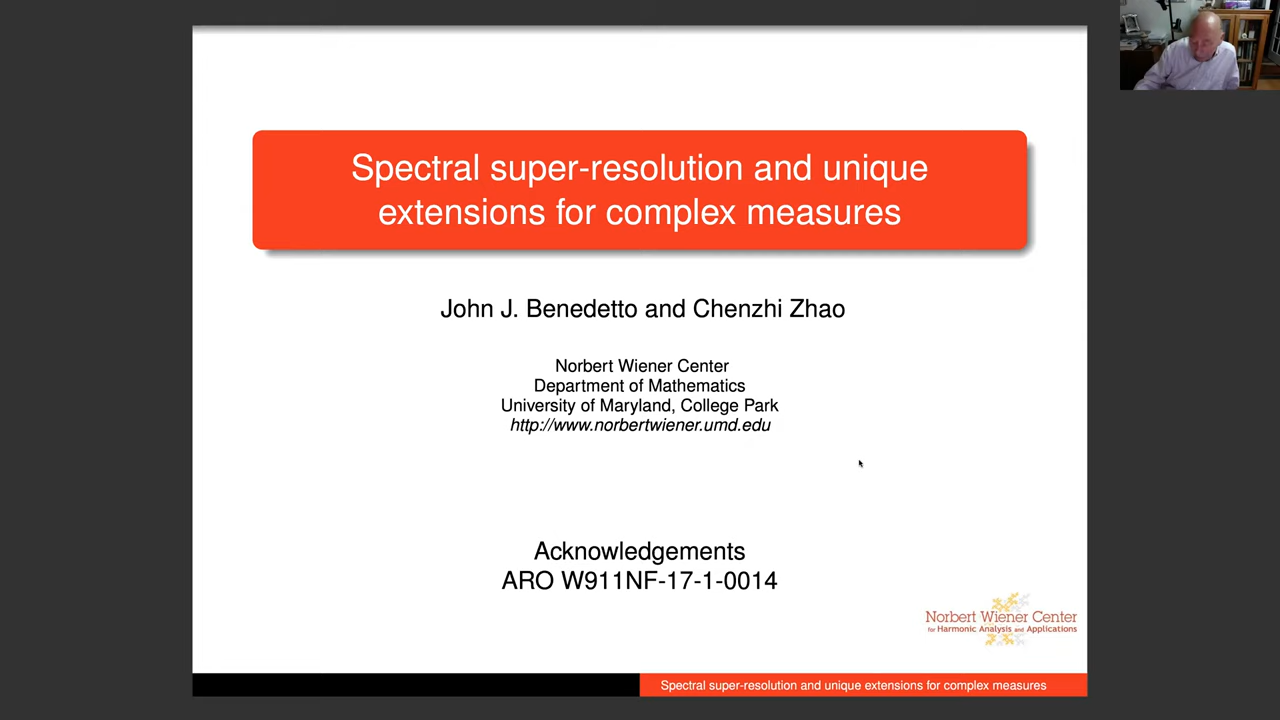 Spectral super-resolution and unique
extensions for complex measures
John J. Benedetto and Chenzhi Zhao
Norbert Wiener Center
Department of Mathematics
University of Maryland, College Park
http://www.norbertwiener.umd.edu
Acknowledgements
ARO W911NF-17-1-0014
Norbert Wiener Center
for Harmonic Analysis and Applications
Spectral super-resolution and unique extensions for complex measures